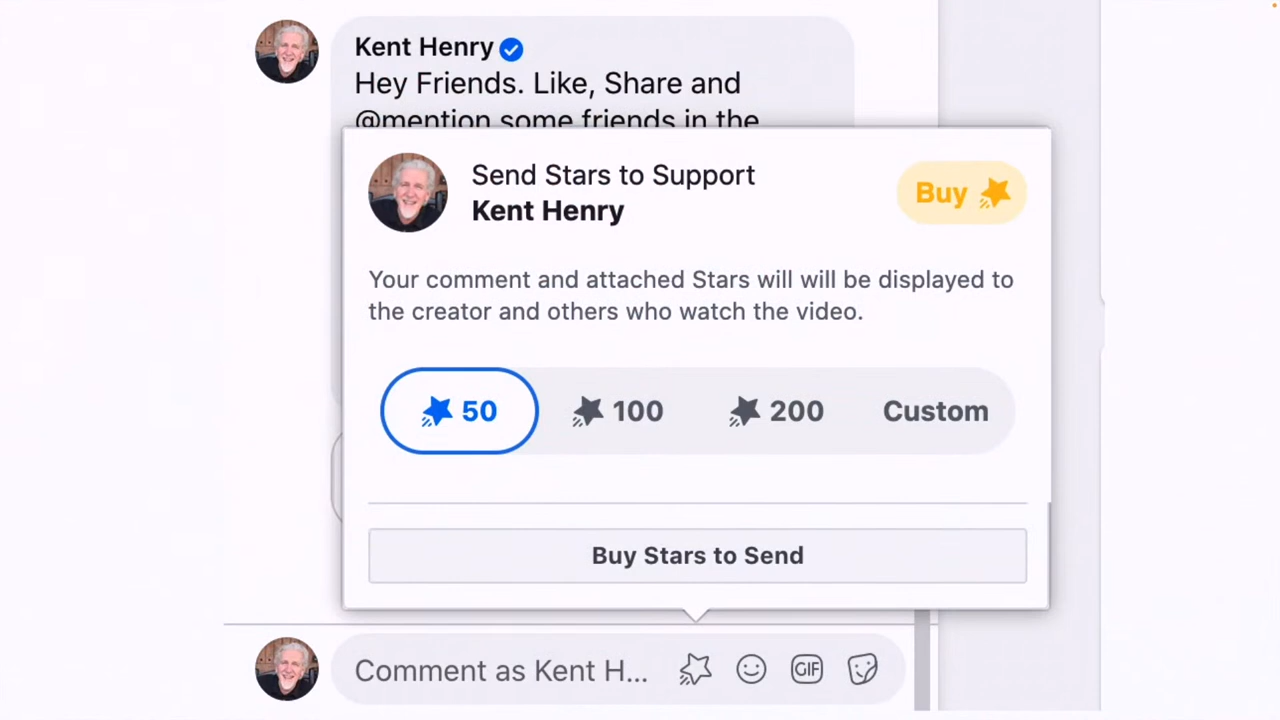 Kent Henry
Hey Friends. Like, Share and
@mention some friends in the
Send Stars to Support
Kent Henry
Buy
Your comment and attached Stars will will be displayed to
the creator and others who watch the video.
50 100 200 Custom
Buy Stars to Send
Comment as Kent H...
GIF